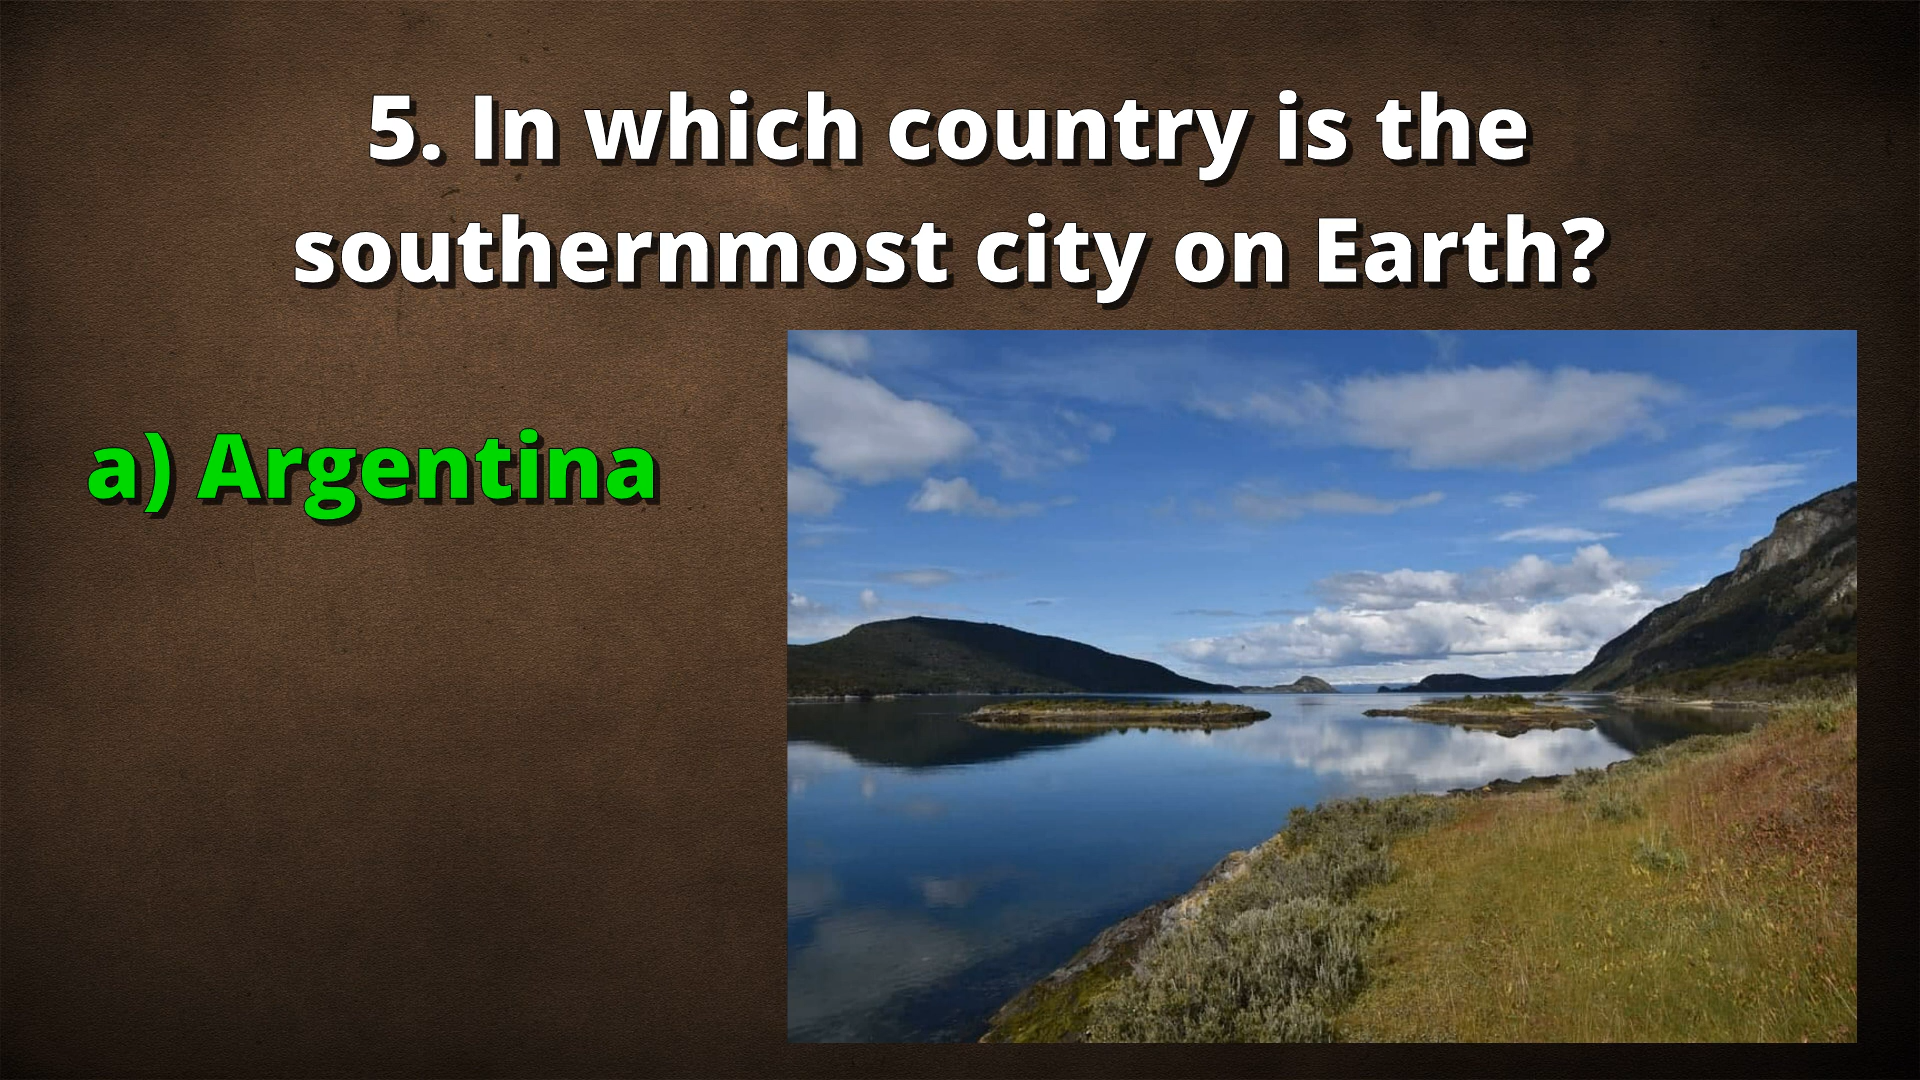 5. In which country is the
southernmost city on Earth?
a) Argentina